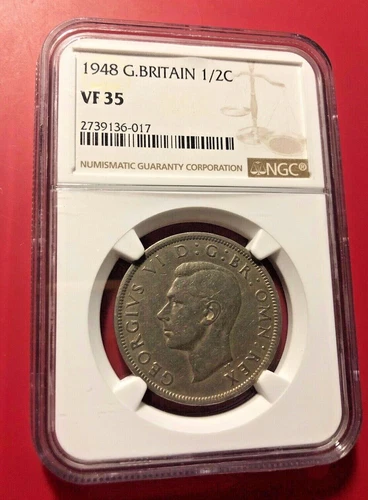 1948 G.BRITAIN 1/2C
VF 35
2739136-017
NUMISMATIC GUARANTY CORPORATION
NGC®
GEORGIVS VI D:G:BR:OMN:REX